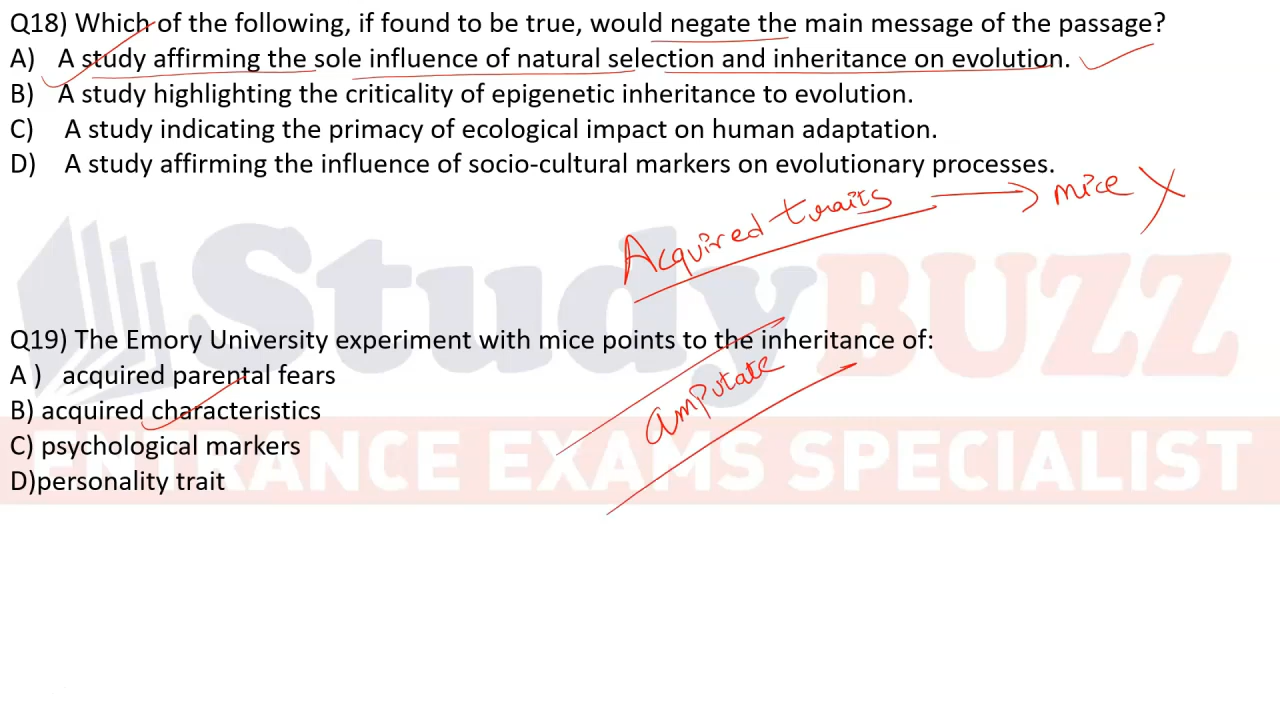 Q18) Which of the following, if found to be true, would negate the main message of the passage?
A) A study affirming the sole influence of natural selection and inheritance on evolution.
B) A study highlighting the criticality of epigenetic inheritance to evolution.
C) A study indicating the primacy of ecological impact on human adaptation.
D) A study affirming the influence of socio-cultural markers on evolutionary processes.
Acquired traits → mice X
StudyBUZZ
Q19) The Emory University experiment with mice points to the inheritance of:
A ) acquired parental fears
amputate
B) acquired characteristics
C) psychological markers
ENTRANCE EXAMS SPECIALIST
D)personality trait